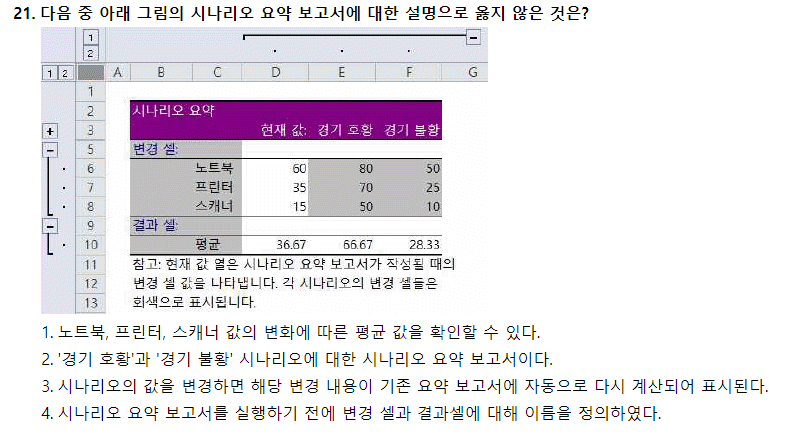 21. 다음 중 아래 그림의 시나리오 요약 보고서에 대한 설명으로 옳지 않은 것은?
1
2
1 2 A B C D E F G
1
2 시나리오 요약
+ 3 현재 값: 경기 호황 경기 불황
- 5 변경 셀:
6 노트북 60 80 50
7 프린터 35 70 25
8 스캐너 15 50 10
- 9 결과 셀:
10 평균 36.67 66.67 28.33
11 참고: 현재 값 열은 시나리오 요약 보고서가 작성될 때의
12 변경 셀 값을 나타냅니다. 각 시나리오의 변경 셀들은
13 회색으로 표시됩니다.
1. 노트북, 프린터, 스캐너 값의 변화에 따른 평균 값을 확인할 수 있다.
2. '경기 호황'과 '경기 불황' 시나리오에 대한 시나리오 요약 보고서이다.
3. 시나리오의 값을 변경하면 해당 변경 내용이 기존 요약 보고서에 자동으로 다시 계산되어 표시된다.
4. 시나리오 요약 보고서를 실행하기 전에 변경 셀과 결과셀에 대해 이름을 정의하였다.